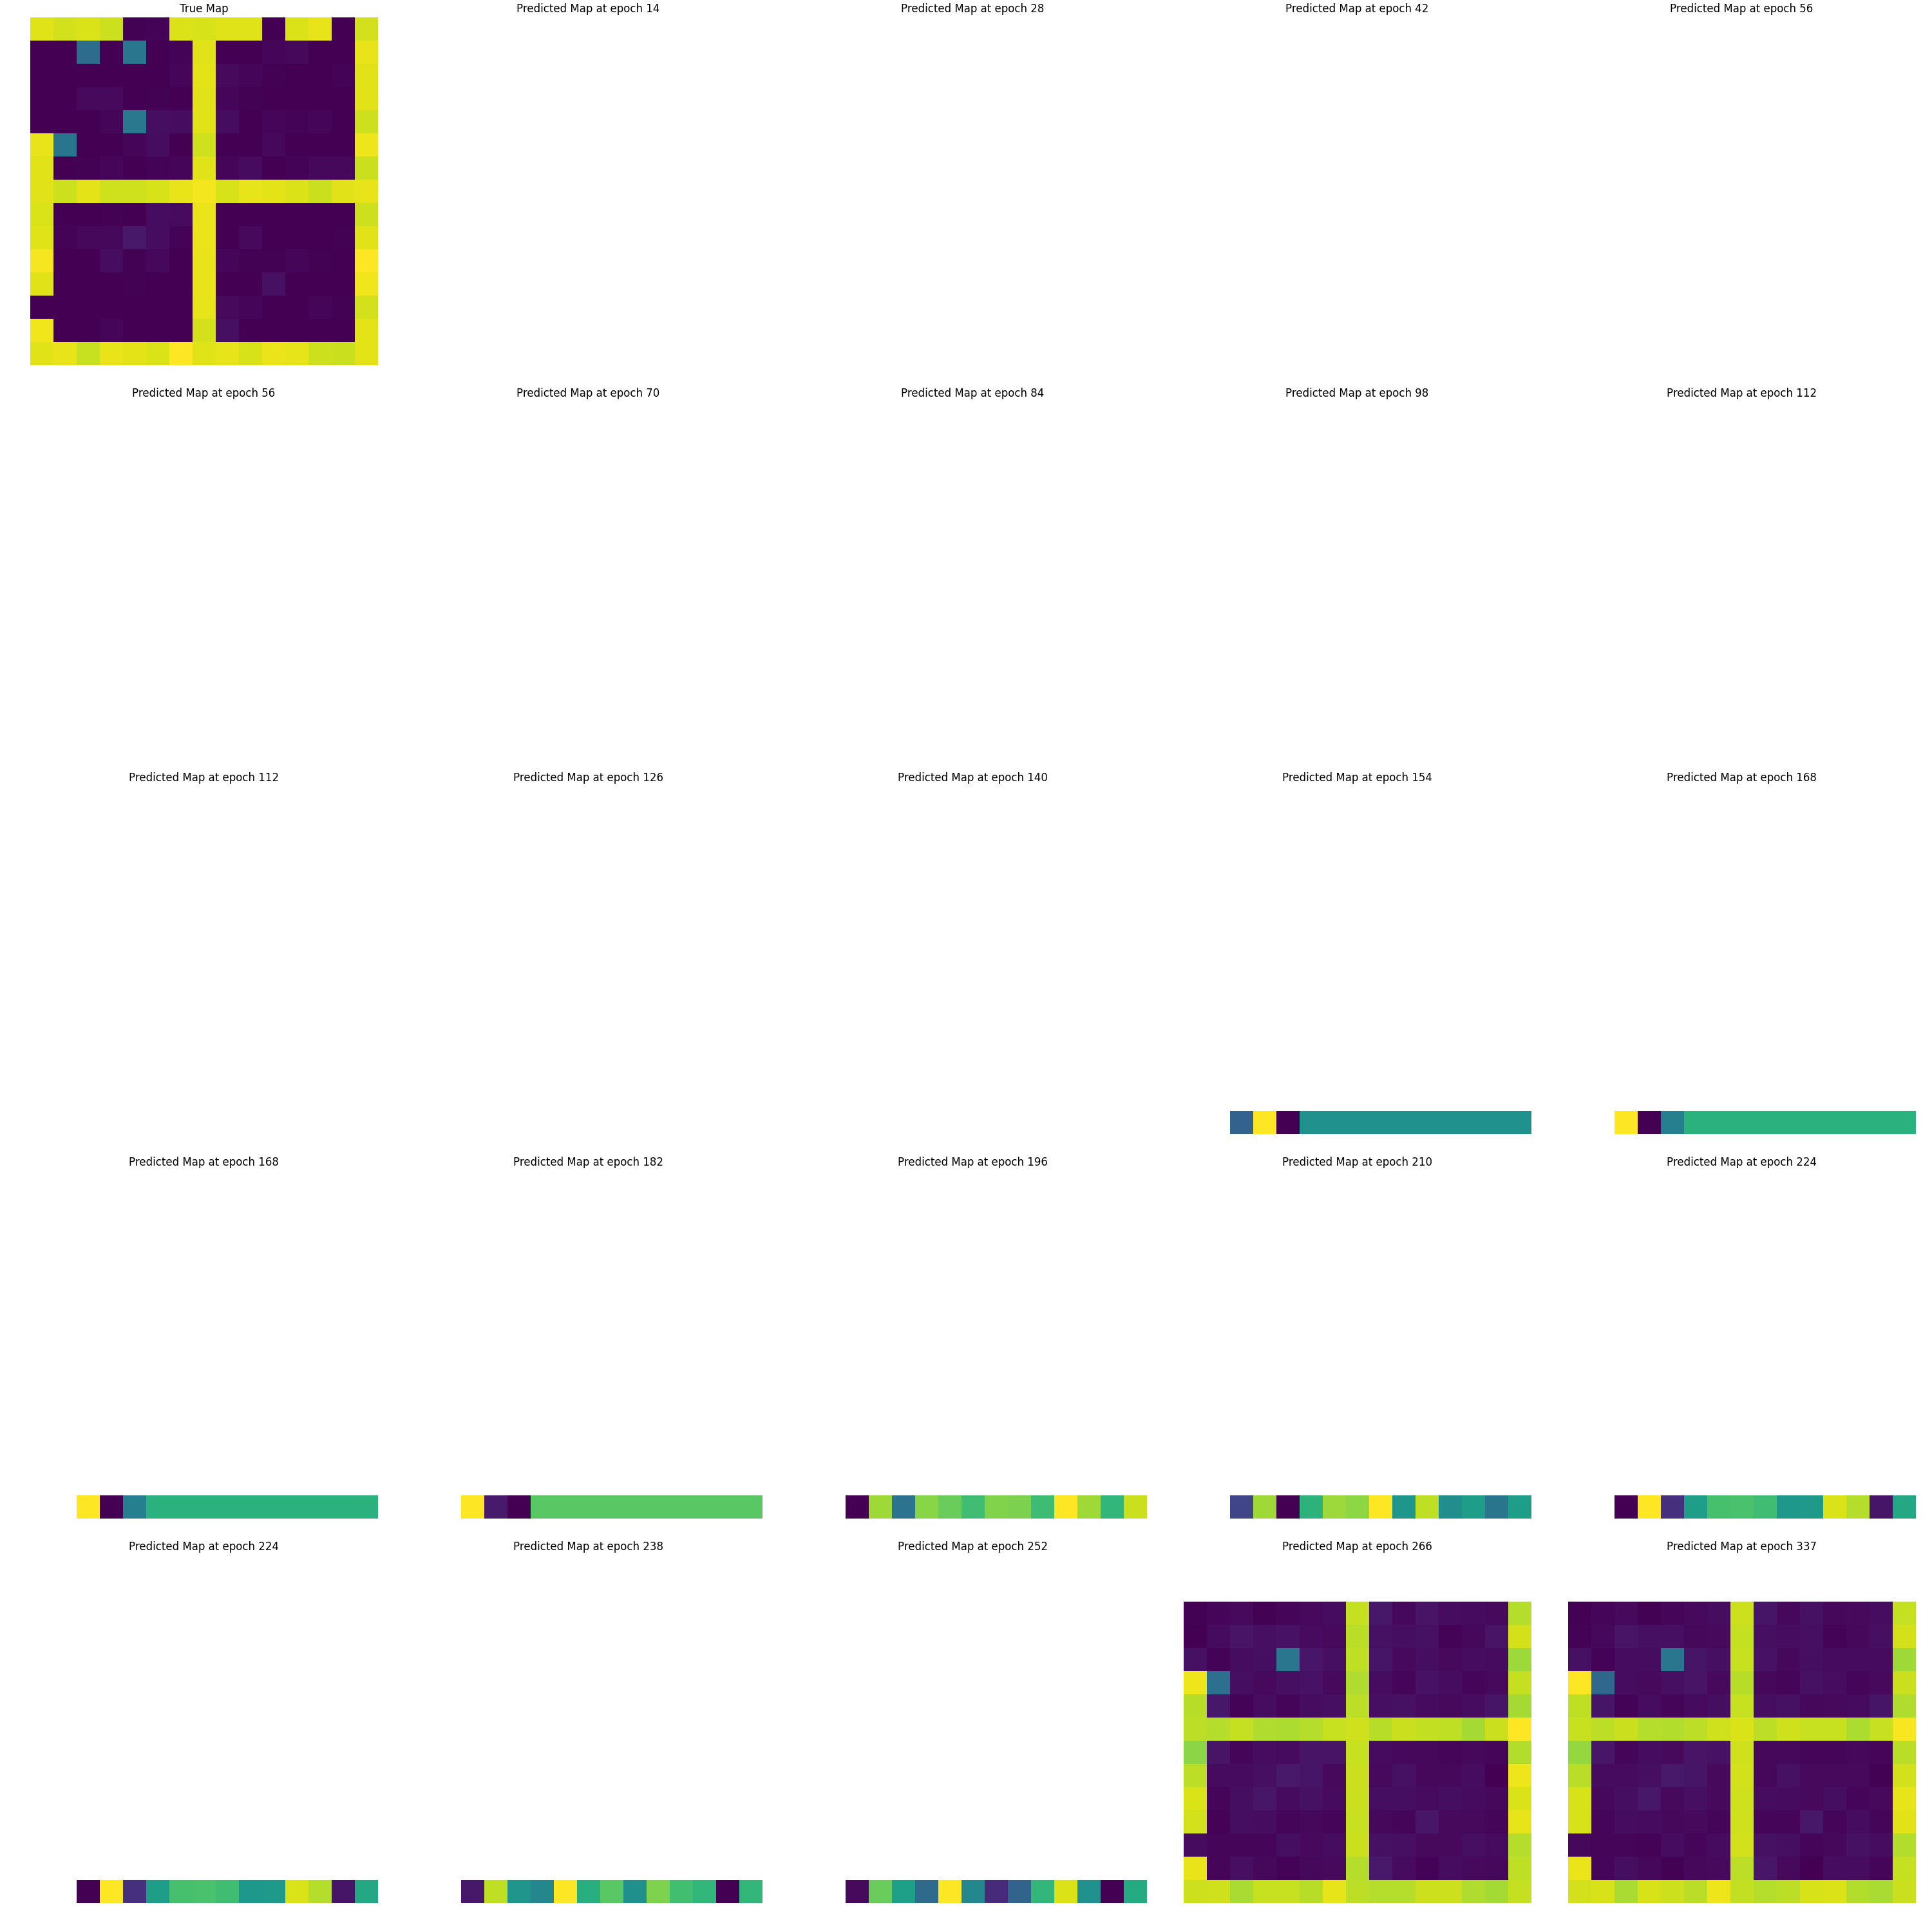 True Map
Predicted Map at epoch 14
Predicted Map at epoch 28
Predicted Map at epoch 42
Predicted Map at epoch 56
Predicted Map at epoch 56
Predicted Map at epoch 70
Predicted Map at epoch 84
Predicted Map at epoch 98
Predicted Map at epoch 112
Predicted Map at epoch 112
Predicted Map at epoch 126
Predicted Map at epoch 140
Predicted Map at epoch 154
Predicted Map at epoch 168
Predicted Map at epoch 168
Predicted Map at epoch 182
Predicted Map at epoch 196
Predicted Map at epoch 210
Predicted Map at epoch 224
Predicted Map at epoch 224
Predicted Map at epoch 238
Predicted Map at epoch 252
Predicted Map at epoch 266
Predicted Map at epoch 337